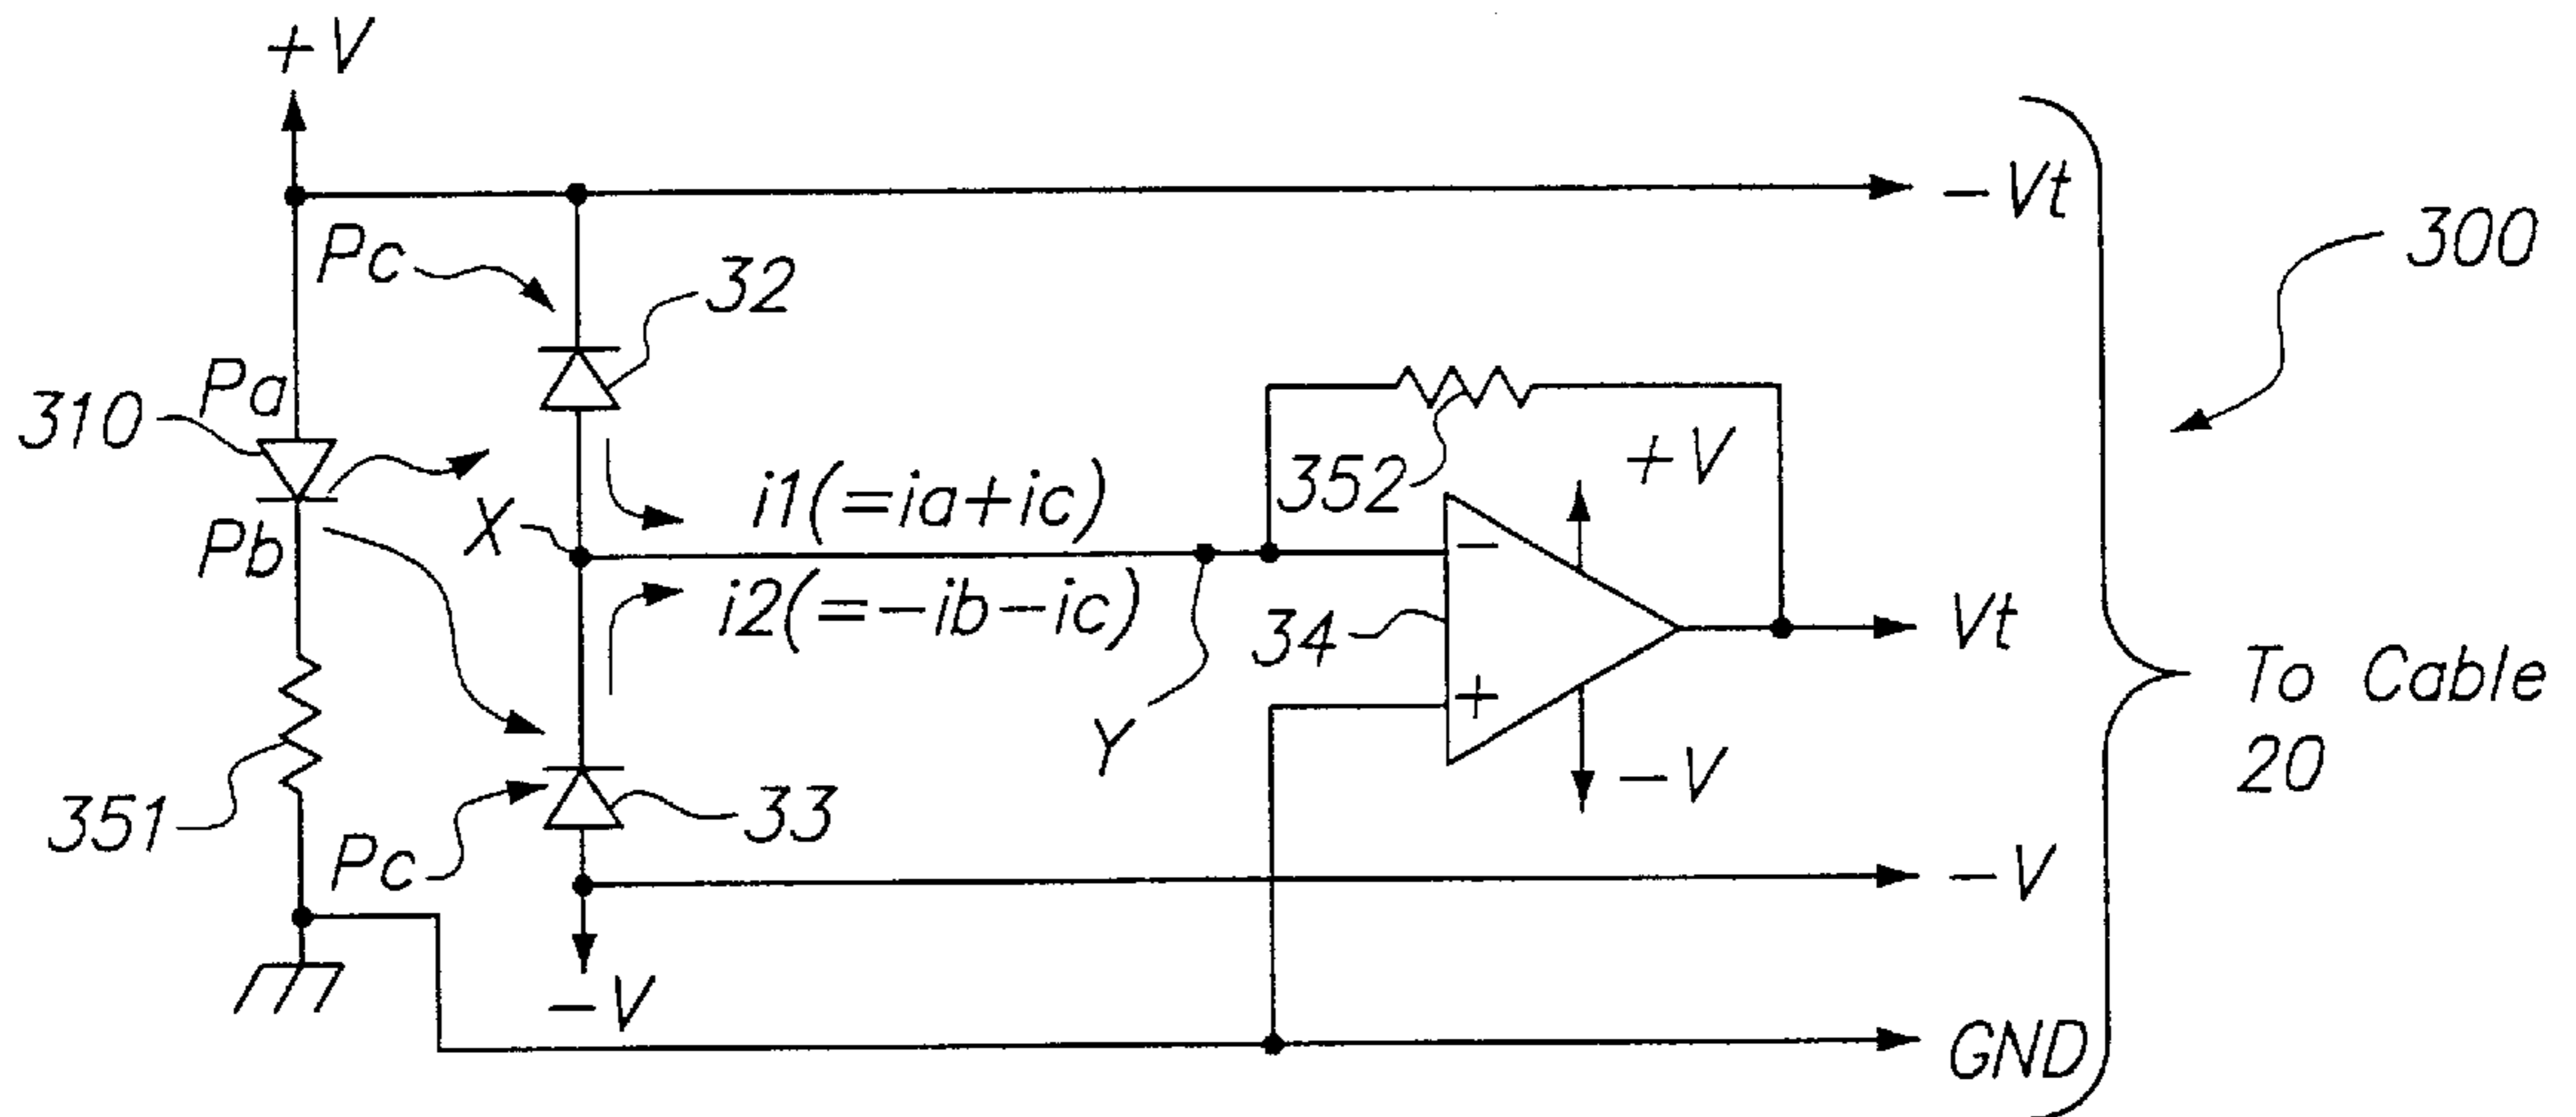 +V
-Vt
Pc
32
300
Pa
310
352
+V
i1(=ia+ic)
X
Pb
i2(=-ib-ic)
-
34
+
Vt
To Cable
20
Y
-V
351
33
Pc
-V
-V
GND